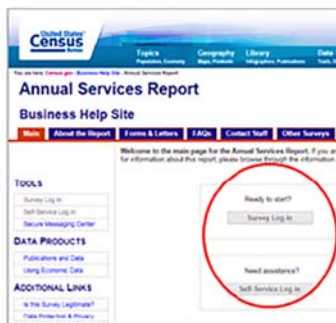 United States
Census
Bureau
Topics
Population, Economy
Geography
Maps, Products
Library
Infographics, Publications
Data
Tools, D
You are here: Census.gov › Business Help Site › Annual Services Report
Annual Services Report
Business Help Site
Main
About the Report
Forms & Letters
FAQs
Contact Staff
Other Surveys
Welcome to the main page for the Annual Services Report. If you ar
for information about this report, please browse through the information
TOOLS
Survey Log in
Self-Service Log in
Secure Messaging Center
DATA PRODUCTS
Publications and Data
Using Economic Data
ADDITIONAL LINKS
Is this Survey Legitimate?
Data Protection & Privacy
Ready to start?
Survey Log in
Need assistance?
Self-Service Log in